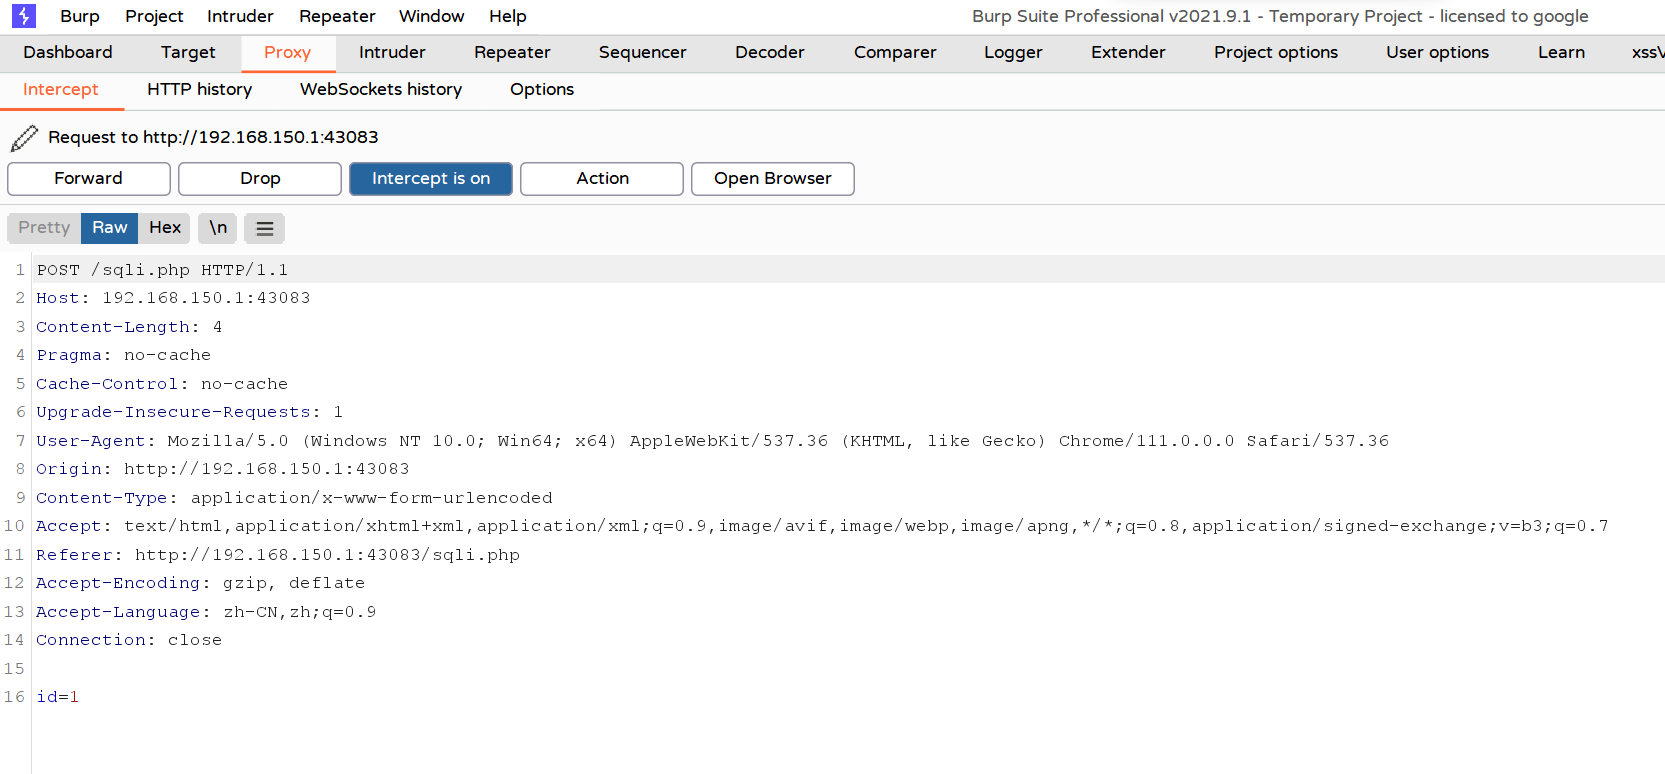 Burp Project Intruder Repeater Window Help Burp Suite Professional v2021.9.1 - Temporary Project - licensed to google
Dashboard Target Proxy Intruder Repeater Sequencer Decoder Comparer Logger Extender Project options User options Learn xssV
Intercept HTTP history WebSockets history Options
Request to http://192.168.150.1:43083
Forward Drop Intercept is on Action Open Browser
Pretty Raw Hex \n
1 POST /sqli.php HTTP/1.1
2 Host: 192.168.150.1:43083
3 Content-Length: 4
4 Pragma: no-cache
5 Cache-Control: no-cache
6 Upgrade-Insecure-Requests: 1
7 User-Agent: Mozilla/5.0 (Windows NT 10.0; Win64; x64) AppleWebKit/537.36 (KHTML, like Gecko) Chrome/111.0.0.0 Safari/537.36
8 Origin: http://192.168.150.1:43083
9 Content-Type: application/x-www-form-urlencoded
10 Accept: text/html,application/xhtml+xml,application/xml;q=0.9,image/avif,image/webp,image/apng,*/*;q=0.8,application/signed-exchange;v=b3;q=0.7
11 Referer: http://192.168.150.1:43083/sqli.php
12 Accept-Encoding: gzip, deflate
13 Accept-Language: zh-CN,zh;q=0.9
14 Connection: close
15
16 id=1